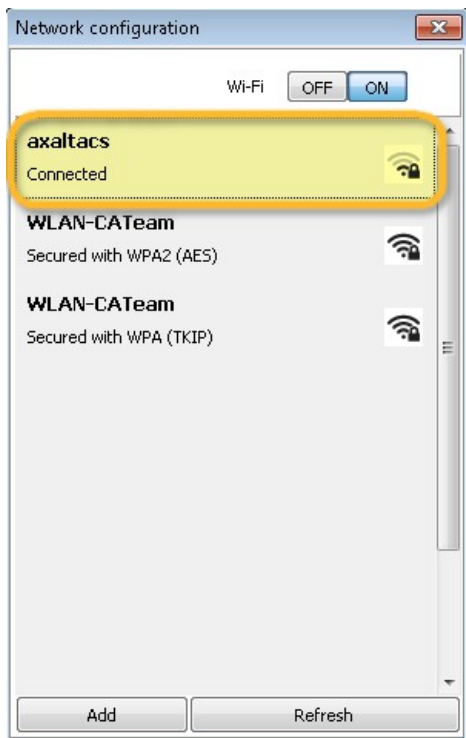 Network configuration
Wi-Fi OFF ON
axaltacs
Connected
WLAN-CATeam
Secured with WPA2 (AES)
WLAN-CATeam
Secured with WPA (TKIP)
Add Refresh